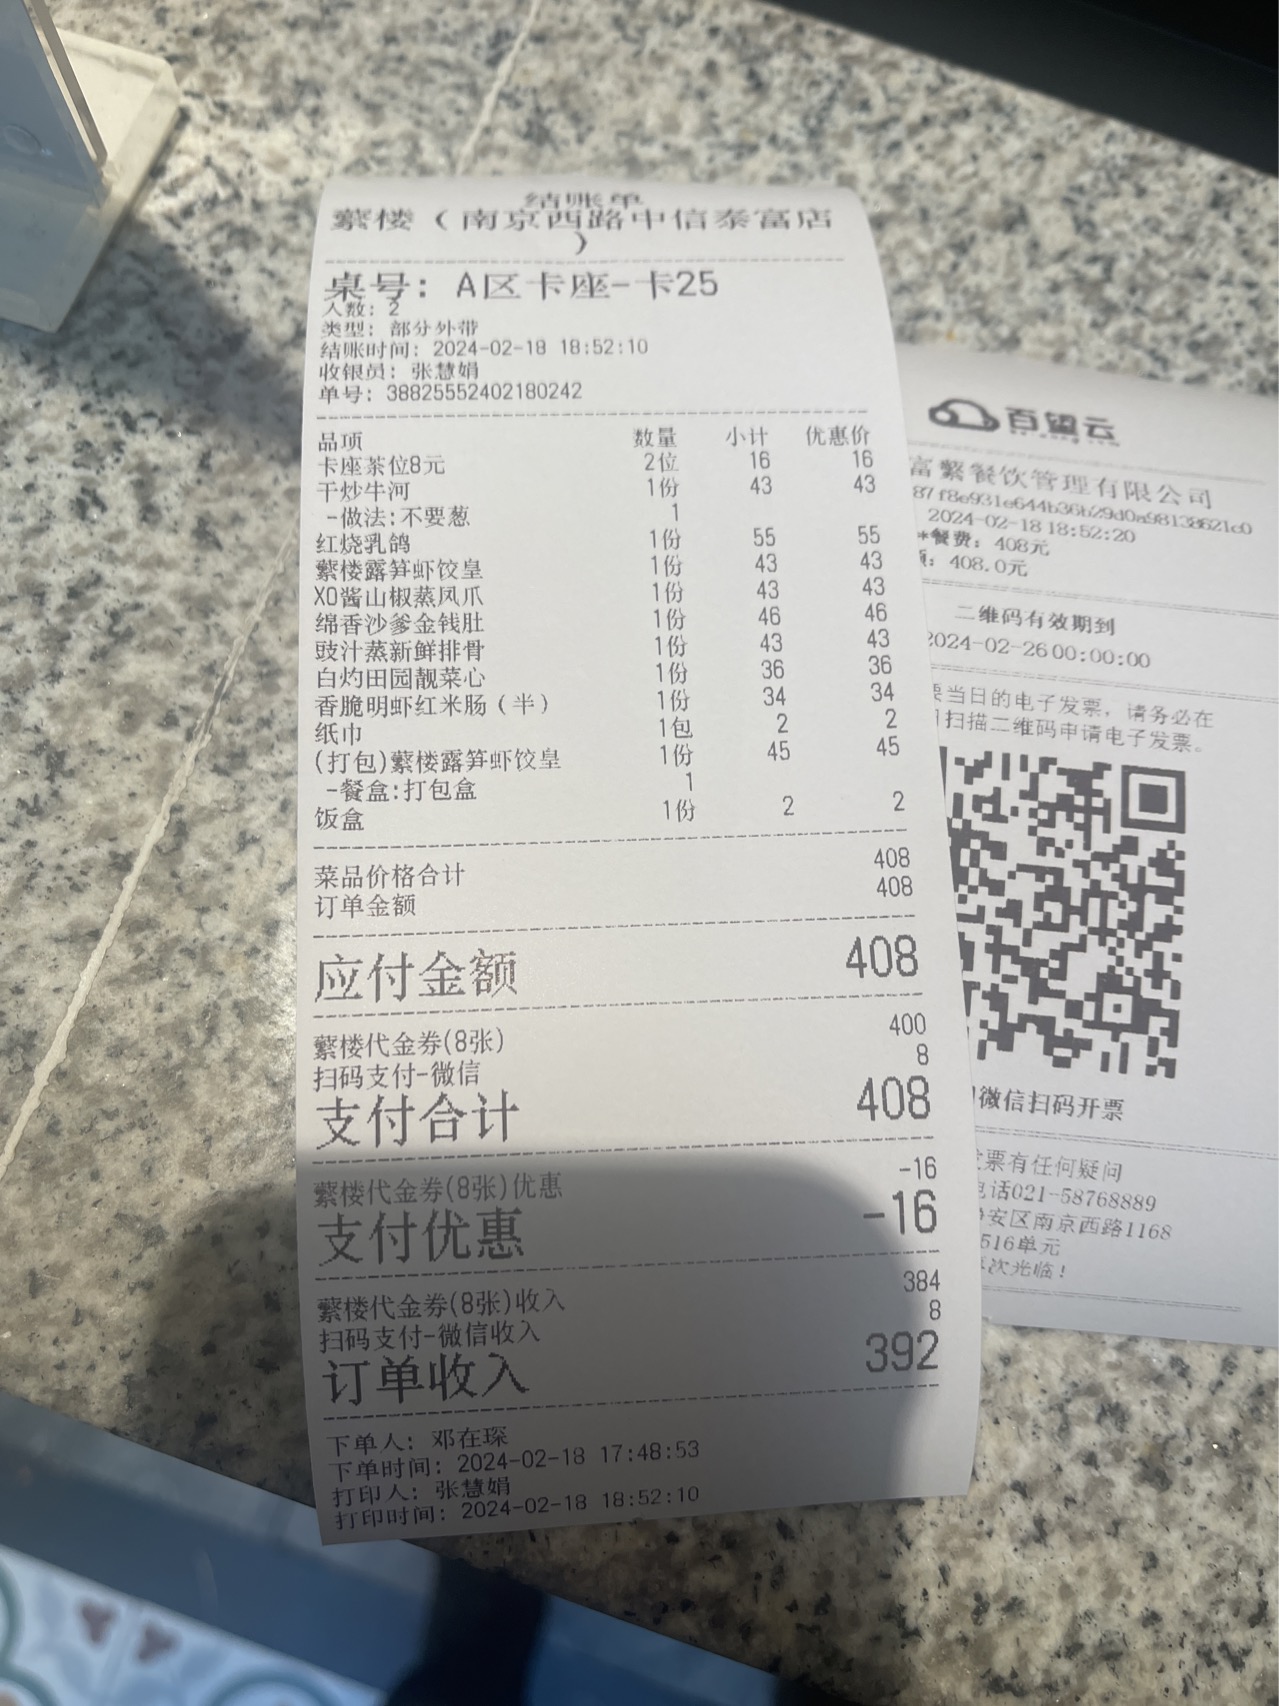 结账单
蘩楼（南京西路中信泰富店
）
桌号：A区卡座-卡25
人数：2
类型：部分外带
结账时间：2024-02-18 18:52:10
收银员：张慧娟
单号：38825552402180242
品项 数量 小计 优惠价
卡座茶位8元 2位 16 16
干炒牛河 1份 43 43
-做法:不要葱 1
红烧乳鸽 1份 55 55
蘩楼露笋虾饺皇 1份 43 43
XO酱山椒蒸凤爪 1份 43 43
绵香沙爹金钱肚 1份 46 46
豉汁蒸新鲜排骨 1份 43 43
白灼田园靓菜心 1份 36 36
香脆明虾红米肠（半） 1份 34 34
纸巾 1包 2 2
(打包)蘩楼露笋虾饺皇 1份 45 45
-餐盒:打包盒 1
饭盒 1份 2 2
菜品价格合计 408
订单金额 408
应付金额 408
蘩楼代金券(8张) 400
扫码支付-微信 8
支付合计 408
蘩楼代金券(8张)优惠 -16
支付优惠 -16
蘩楼代金券(8张)收入 384
扫码支付-微信收入 8
订单收入 392
下单人：邓在琛
下单时间：2024-02-18 17:48:53
打印人：张慧娟
打印时间：2024-02-18 18:52:10
百望云
富蘩餐饮管理有限公司
87f8e931e644b36b29d0a98138621c0
2024-02-18 18:52:20
*餐费：408元
：408.0元
二维码有效期到
2024-02-26 00:00:00
当日的电子发票，请务必在
扫描二维码申请电子发票。
微信扫码开票
票有任何疑问
电话021-58768889
安区南京西路1168
516单元
次光临！